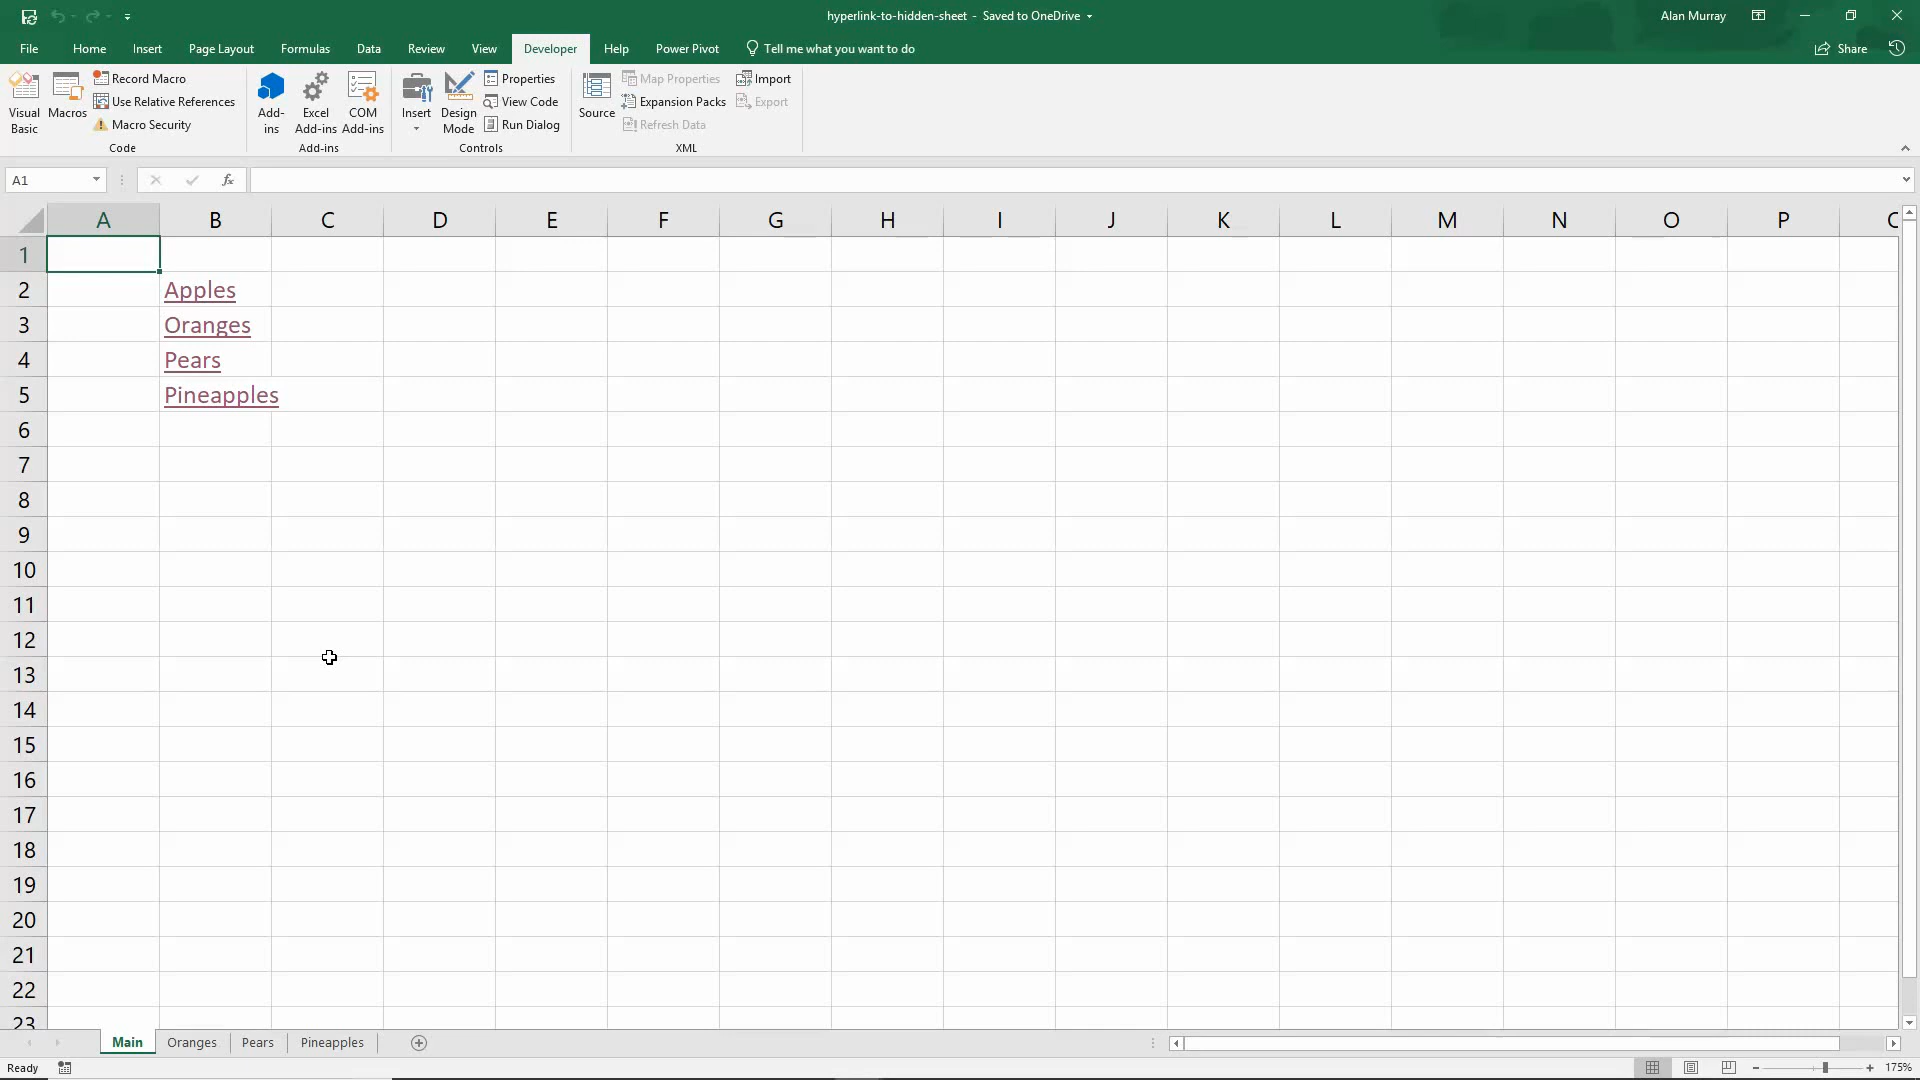 hyperlink-to-hidden-sheet - Saved to OneDrive
Alan Murray
File Home Insert Page Layout Formulas Data Review View Developer Help Power Pivot Tell me what you want to do Share
Visual Basic
Macros
Record Macro
Use Relative References
Macro Security
Code
Add-ins
Excel Add-ins
COM Add-ins
Add-ins
Insert
Design Mode
Properties
View Code
Run Dialog
Controls
Source
Map Properties
Expansion Packs
Refresh Data
Import
Export
XML
A1 fx
A B C D E F G H I J K L M N O P
1
2 Apples
3 Oranges
4 Pears
5 Pineapples
6
7
8
9
10
11
12
13
14
15
16
17
18
19
20
21
22
23
Main Oranges Pears Pineapples
Ready 175%